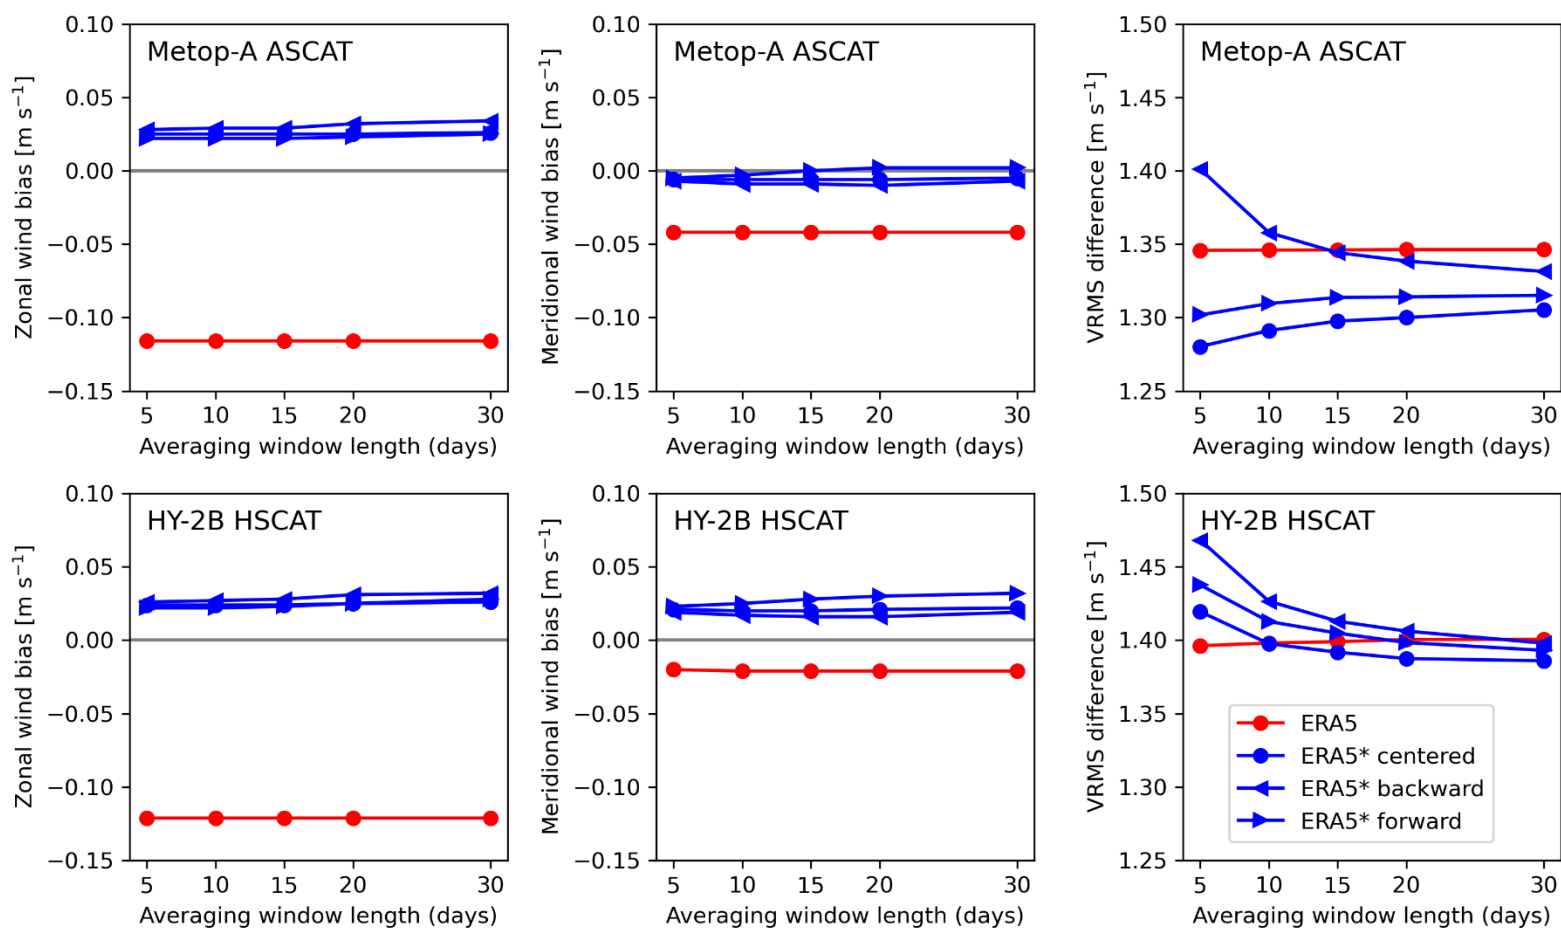 Metop-A ASCAT
Zonal wind bias [m s⁻¹]
0.10
0.05
0.00
−0.05
−0.10
−0.15
5 10 15 20 30
Averaging window length (days)
Metop-A ASCAT
Meridional wind bias [m s⁻¹]
0.10
0.05
0.00
−0.05
−0.10
−0.15
5 10 15 20 30
Averaging window length (days)
Metop-A ASCAT
VRMS difference [m s⁻¹]
1.50
1.45
1.40
1.35
1.30
1.25
5 10 15 20 30
Averaging window length (days)
HY-2B HSCAT
Zonal wind bias [m s⁻¹]
0.10
0.05
0.00
−0.05
−0.10
−0.15
5 10 15 20 30
Averaging window length (days)
HY-2B HSCAT
Meridional wind bias [m s⁻¹]
0.10
0.05
0.00
−0.05
−0.10
−0.15
5 10 15 20 30
Averaging window length (days)
HY-2B HSCAT
VRMS difference [m s⁻¹]
1.50
1.45
1.40
1.35
1.30
1.25
ERA5
ERA5* centered
ERA5* backward
ERA5* forward
5 10 15 20 30
Averaging window length (days)